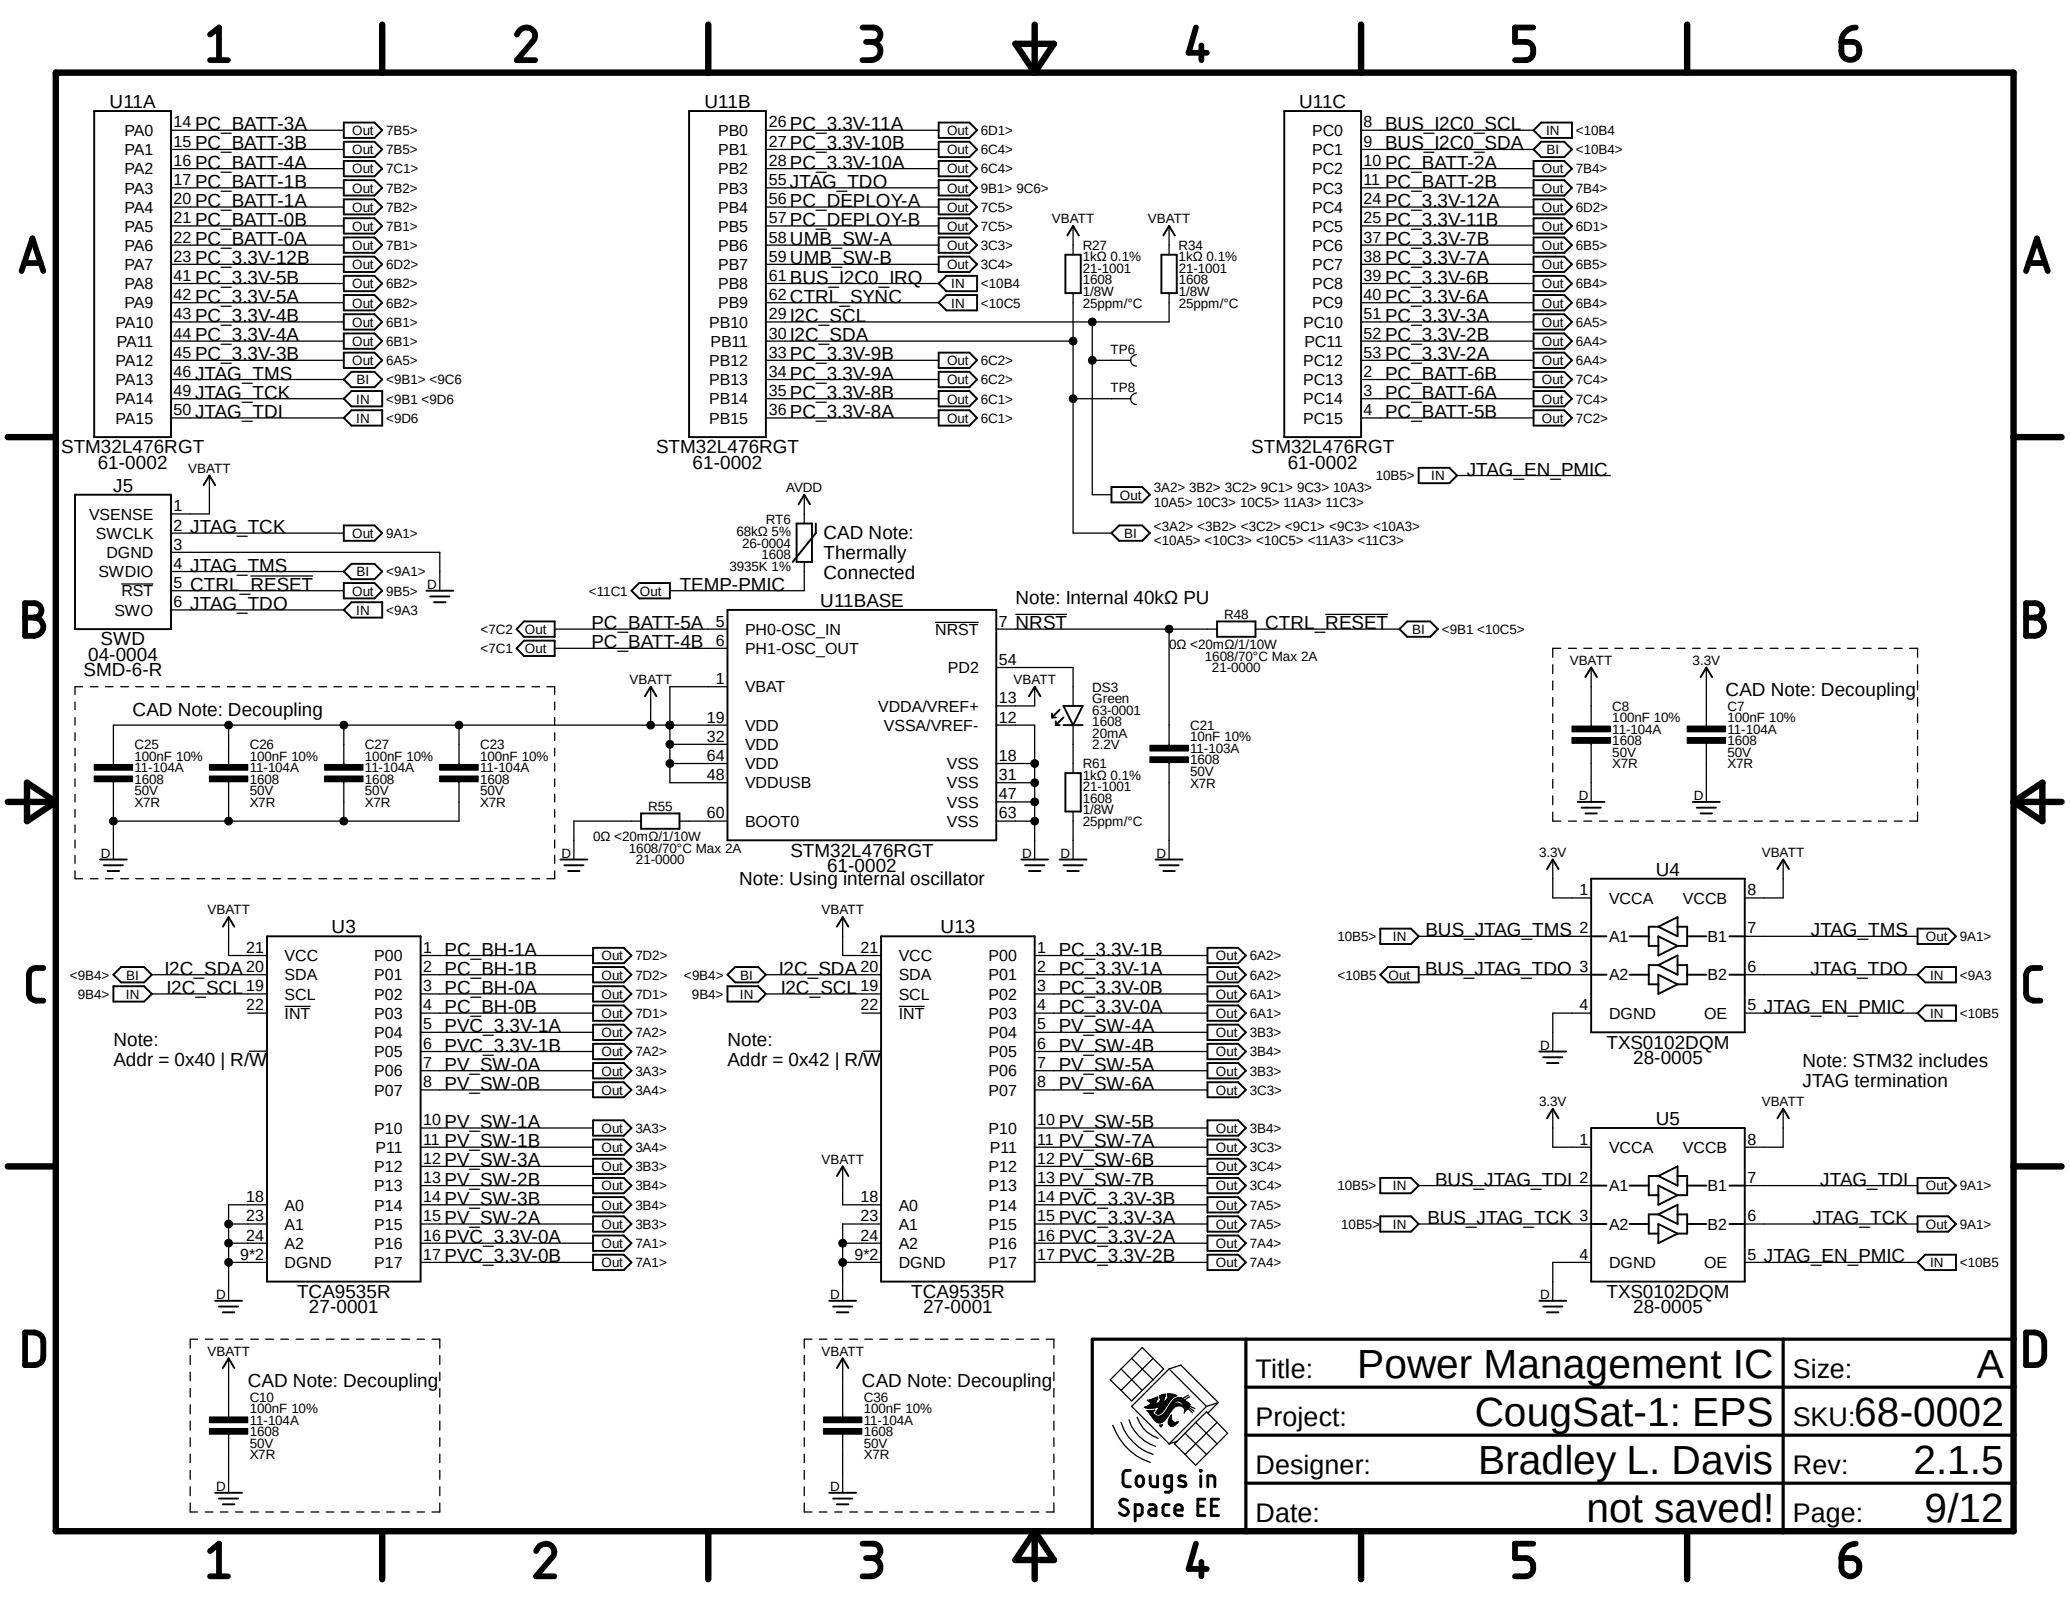 1 2 3 4 5 6
A
A
U11A
PA0 14 PC_BATT-3A Out 7B5>
PA1 15 PC_BATT-3B Out 7B5>
PA2 16 PC_BATT-4A Out 7C1>
PA3 17 PC_BATT-1B Out 7B2>
PA4 20 PC_BATT-1A Out 7B2>
PA5 21 PC_BATT-0B Out 7B1>
PA6 22 PC_BATT-0A Out 7B1>
PA7 23 PC_3.3V-12B Out 6D2>
PA8 41 PC_3.3V-5B Out 6B2>
PA9 42 PC_3.3V-5A Out 6B2>
PA10 43 PC_3.3V-4B Out 6B1>
PA11 44 PC_3.3V-4A Out 6B1>
PA12 45 PC_3.3V-3B Out 6A5>
PA13 46 JTAG_TMS BI <9B1> <9C6
PA14 49 JTAG_TCK IN <9B1 <9D6
PA15 50 JTAG_TDI IN <9D6
STM32L476RGT
61-0002
U11B
PB0 26 PC_3.3V-11A Out 6D1>
PB1 27 PC_3.3V-10B Out 6C4>
PB2 28 PC_3.3V-10A Out 6C4>
PB3 55 JTAG_TDO Out 9B1> 9C6>
PB4 56 PC_DEPLOY-A Out 7C5>
PB5 57 PC_DEPLOY-B Out 7C5>
PB6 58 UMB_SW-A Out 3C3>
PB7 59 UMB_SW-B Out 3C4>
PB8 61 BUS_I2C0_IRQ IN <10B4
PB9 62 CTRL_SYNC IN <10C5
PB10 29 I2C_SCL
PB11 30 I2C_SDA
PB12 33 PC_3.3V-9B Out 6C2>
PB13 34 PC_3.3V-9A Out 6C2>
PB14 35 PC_3.3V-8B Out 6C1>
PB15 36 PC_3.3V-8A Out 6C1>
STM32L476RGT
61-0002
VBATT
R27
1kΩ 0.1%
21-1001
1608
1/8W
25ppm/°C
VBATT
R34
1kΩ 0.1%
21-1001
1608
1/8W
25ppm/°C
TP6
TP8
Out 3A2> 3B2> 3C2> 9C1> 9C3> 10A3>
10A5> 10C3> 10C5> 11A3> 11C3>
BI <3A2> <3B2> <3C2> <9C1> <9C3> <10A3>
<10A5> <10C3> <10C5> <11A3> <11C3>
U11C
PC0 8 BUS_I2C0_SCL IN <10B4
PC1 9 BUS_I2C0_SDA BI <10B4>
PC2 10 PC_BATT-2A Out 7B4>
PC3 11 PC_BATT-2B Out 7B4>
PC4 24 PC_3.3V-12A Out 6D2>
PC5 25 PC_3.3V-11B Out 6D1>
PC6 37 PC_3.3V-7B Out 6B5>
PC7 38 PC_3.3V-7A Out 6B5>
PC8 39 PC_3.3V-6B Out 6B4>
PC9 40 PC_3.3V-6A Out 6B4>
PC10 51 PC_3.3V-3A Out 6A5>
PC11 52 PC_3.3V-2B Out 6A4>
PC12 53 PC_3.3V-2A Out 6A4>
PC13 2 PC_BATT-6B Out 7C4>
PC14 3 PC_BATT-6A Out 7C4>
PC15 4 PC_BATT-5B Out 7C2>
STM32L476RGT
61-0002
10B5> IN JTAG_EN_PMIC
B
B
J5
VBATT
VSENSE 1
SWCLK 2 JTAG_TCK Out 9A1>
DGND 3
SWDIO 4 JTAG_TMS BI <9A1>
RST 5 CTRL_RESET Out 9B5>
SWO 6 JTAG_TDO IN <9A3
D
SWD
04-0004
SMD-6-R
AVDD
RT6
68kΩ 5%
26-0004
1608
3935K 1%
CAD Note:
Thermally
Connected
<11C1 Out TEMP-PMIC
U11BASE
<7C2 Out PC_BATT-5A 5 PH0-OSC_IN
<7C1 Out PC_BATT-4B 6 PH1-OSC_OUT
VBATT
1 VBAT
19 VDD
32 VDD
64 VDD
48 VDDUSB
60 BOOT0
NRST 7 NRST
PD2 54
VDDA/VREF+ 13 VBATT
VSSA/VREF- 12
VSS 18
VSS 31
VSS 47
VSS 63
STM32L476RGT
61-0002
Note: Using internal oscillator
Note: Internal 40kΩ PU
R48
CTRL_RESET BI <9B1 <10C5>
0Ω <20mΩ/1/10W
1608/70°C Max 2A
21-0000
DS3
Green
63-0001
1608
20mA
2.2V
R61
1kΩ 0.1%
21-1001
1608
1/8W
25ppm/°C
C21
10nF 10%
11-103A
1608
50V
X7R
D
D
D
R55
0Ω <20mΩ/1/10W
1608/70°C Max 2A
21-0000
D
CAD Note: Decoupling
C25
100nF 10%
11-104A
1608
50V
X7R
C26
100nF 10%
11-104A
1608
50V
X7R
C27
100nF 10%
11-104A
1608
50V
X7R
C23
100nF 10%
11-104A
1608
50V
X7R
D
VBATT
3.3V
CAD Note: Decoupling
C8
100nF 10%
11-104A
1608
50V
X7R
C7
100nF 10%
11-104A
1608
50V
X7R
D
D
C
C
VBATT
U3
21 VCC
<9B4> BI I2C_SDA 20 SDA
9B4> IN I2C_SCL 19 SCL
22 INT
Note:
Addr = 0x40 | R/W
18 A0
23 A1
24 A2
9*2 DGND
D
P00 1 PC_BH-1A Out 7D2>
P01 2 PC_BH-1B Out 7D2>
P02 3 PC_BH-0A Out 7D1>
P03 4 PC_BH-0B Out 7D1>
P04 5 PVC_3.3V-1A Out 7A2>
P05 6 PVC_3.3V-1B Out 7A2>
P06 7 PV_SW-0A Out 3A3>
P07 8 PV_SW-0B Out 3A4>
P10 10 PV_SW-1A Out 3A3>
P11 11 PV_SW-1B Out 3A4>
P12 12 PV_SW-3A Out 3B3>
P13 13 PV_SW-2B Out 3B4>
P14 14 PV_SW-3B Out 3B4>
P15 15 PV_SW-2A Out 3B3>
P16 16 PVC_3.3V-0A Out 7A1>
P17 17 PVC_3.3V-0B Out 7A1>
TCA9535R
27-0001
VBATT
U13
21 VCC
<9B4> BI I2C_SDA 20 SDA
9B4> IN I2C_SCL 19 SCL
22 INT
Note:
Addr = 0x42 | R/W
VBATT
18 A0
23 A1
24 A2
9*2 DGND
D
P00 1 PC_3.3V-1B Out 6A2>
P01 2 PC_3.3V-1A Out 6A2>
P02 3 PC_3.3V-0B Out 6A1>
P03 4 PC_3.3V-0A Out 6A1>
P04 5 PV_SW-4A Out 3B3>
P05 6 PV_SW-4B Out 3B4>
P06 7 PV_SW-5A Out 3B3>
P07 8 PV_SW-6A Out 3C3>
P10 10 PV_SW-5B Out 3B4>
P11 11 PV_SW-7A Out 3C3>
P12 12 PV_SW-6B Out 3C4>
P13 13 PV_SW-7B Out 3C4>
P14 14 PVC_3.3V-3B Out 7A5>
P15 15 PVC_3.3V-3A Out 7A5>
P16 16 PVC_3.3V-2A Out 7A4>
P17 17 PVC_3.3V-2B Out 7A4>
TCA9535R
27-0001
3.3V
U4
VBATT
1 VCCA VCCB 8
10B5> IN BUS_JTAG_TMS 2 A1 B1 7 JTAG_TMS Out 9A1>
<10B5 Out BUS_JTAG_TDO 3 A2 B2 6 JTAG_TDO IN <9A3
4 DGND OE 5 JTAG_EN_PMIC IN <10B5
D
TXS0102DQM
28-0005
Note: STM32 includes
JTAG termination
3.3V
U5
VBATT
1 VCCA VCCB 8
10B5> IN BUS_JTAG_TDI 2 A1 B1 7 JTAG_TDI Out 9A1>
10B5> IN BUS_JTAG_TCK 3 A2 B2 6 JTAG_TCK Out 9A1>
4 DGND OE 5 JTAG_EN_PMIC IN <10B5
D
TXS0102DQM
28-0005
D
D
VBATT
CAD Note: Decoupling
C10
100nF 10%
11-104A
1608
50V
X7R
D
VBATT
CAD Note: Decoupling
C36
100nF 10%
11-104A
1608
50V
X7R
D
Cougs in
Space EE
Title: Power Management IC Size: A
Project: CougSat-1: EPS SKU: 68-0002
Designer: Bradley L. Davis Rev: 2.1.5
Date: not saved! Page: 9/12
1 2 3 4 5 6